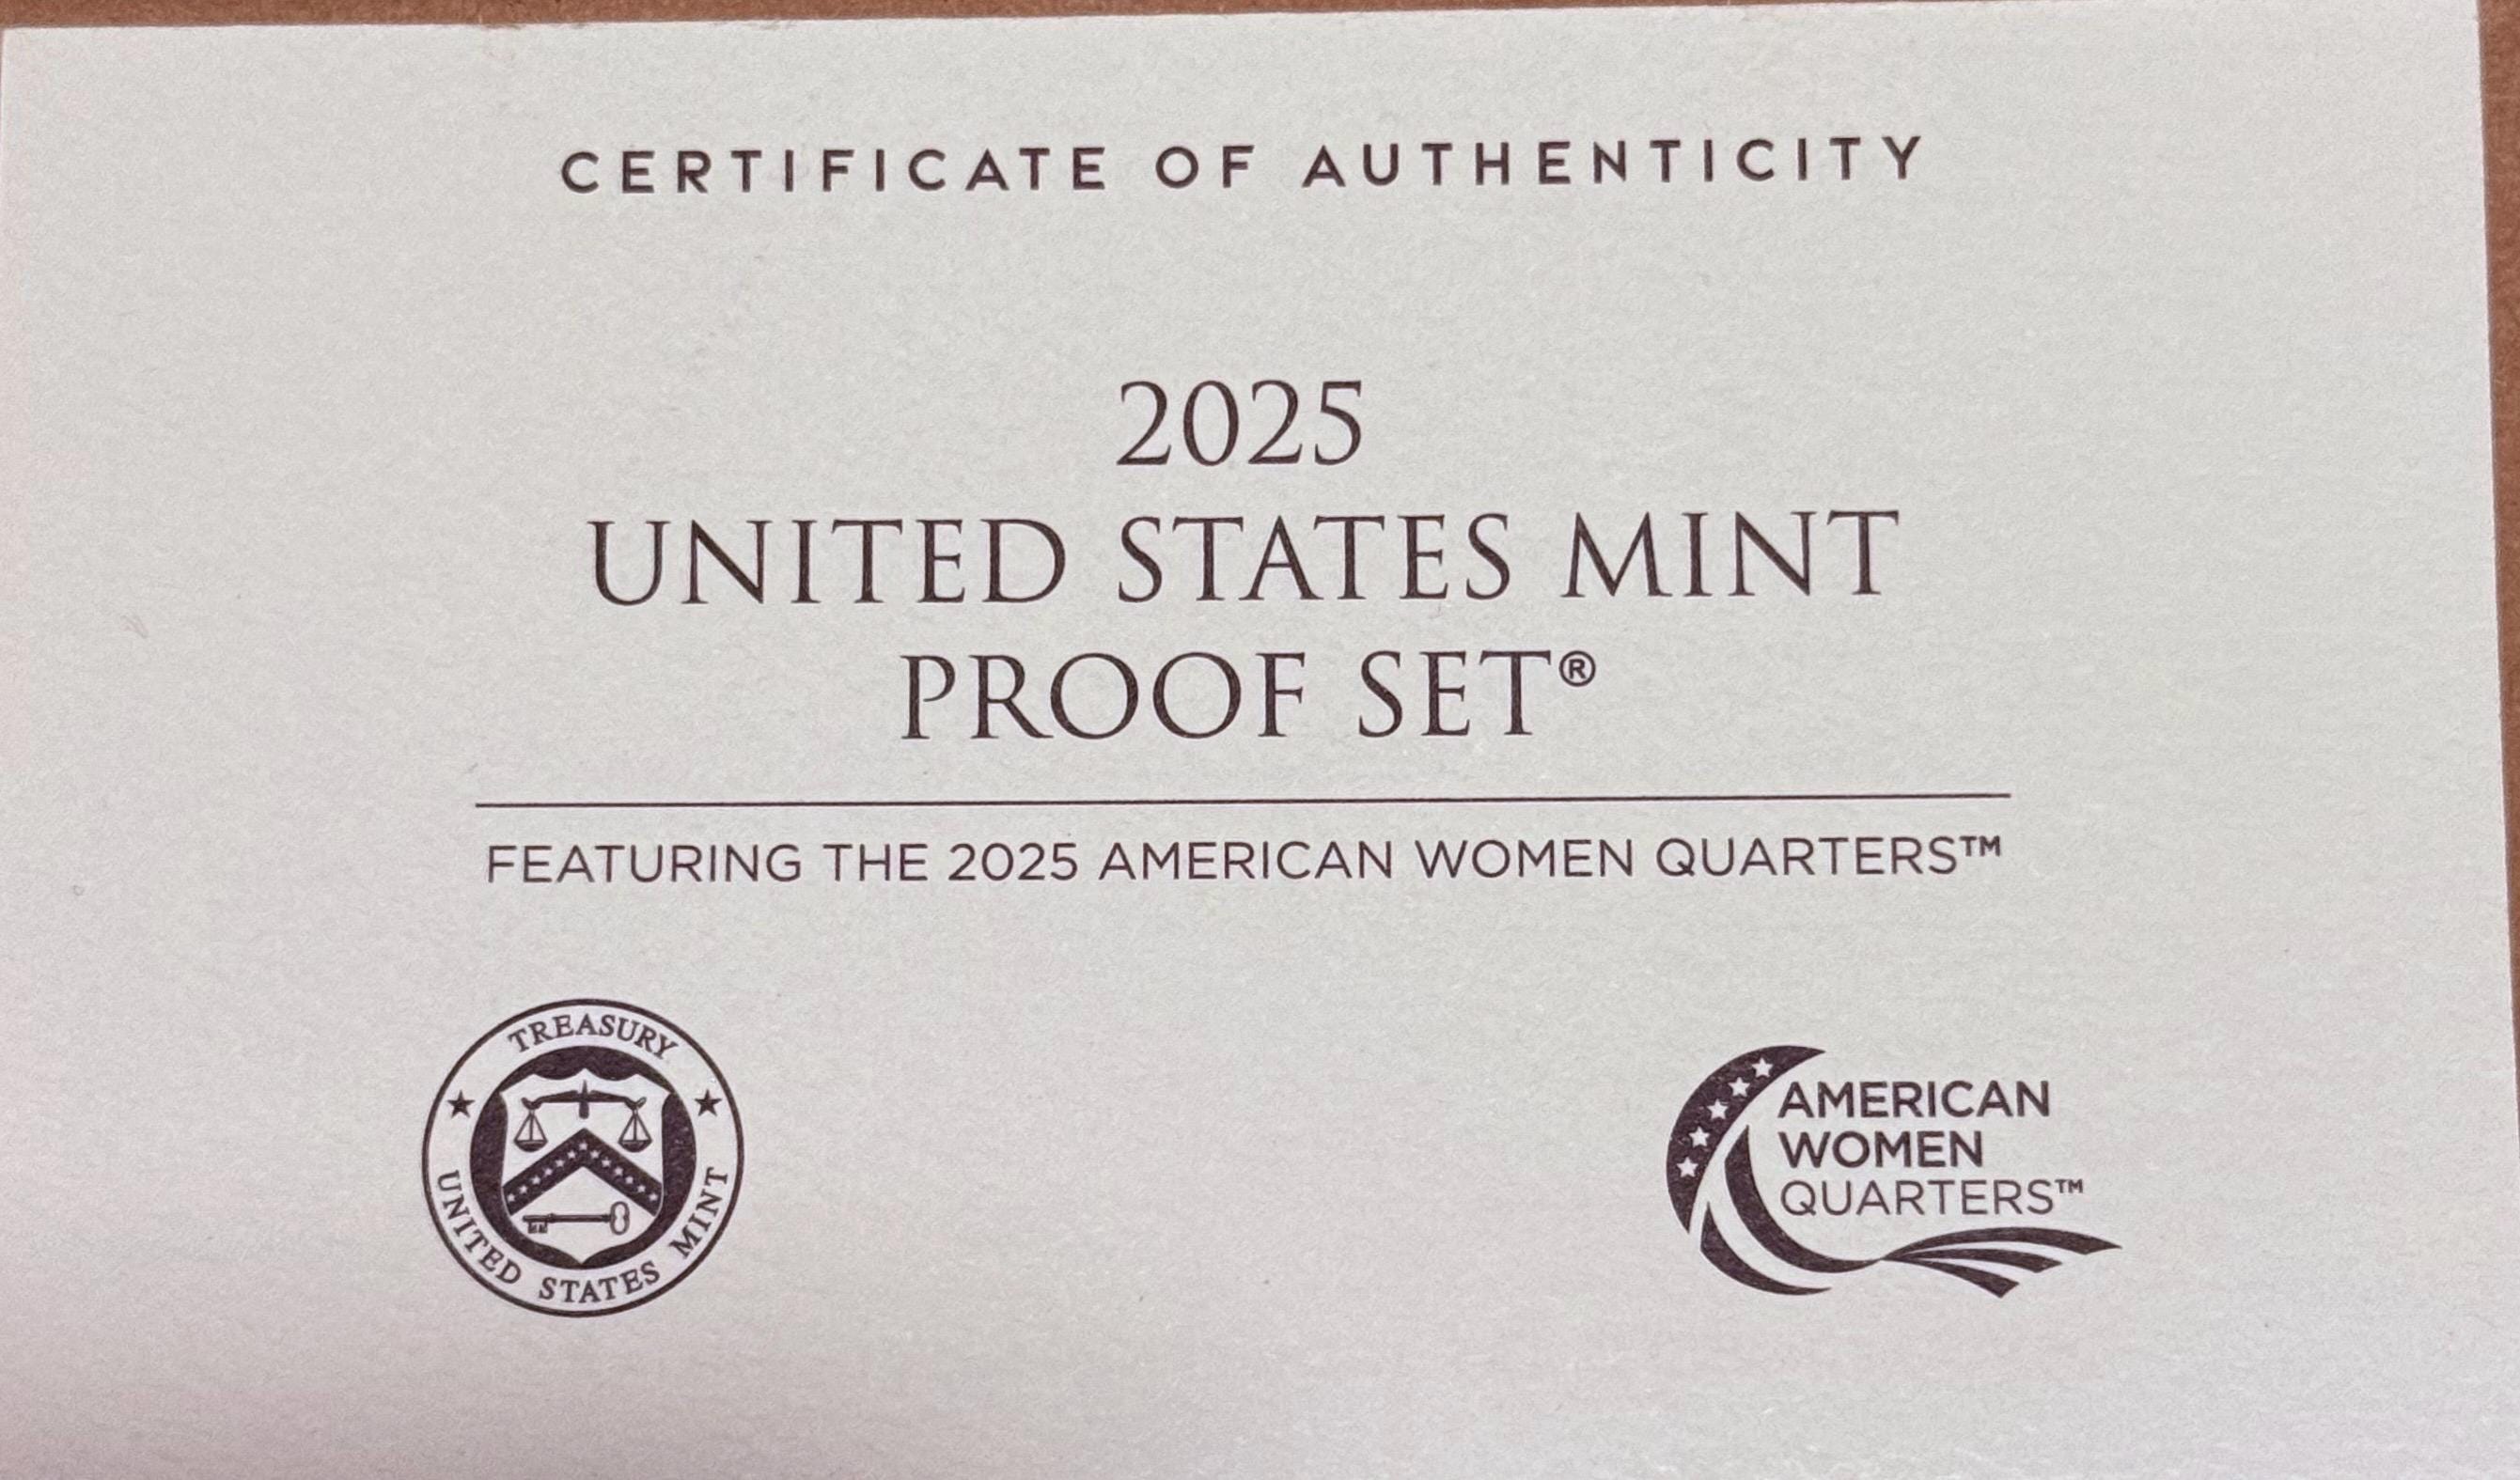 CERTIFICATE OF AUTHENTICITY
2025
UNITED STATES MINT
PROOF SET®
FEATURING THE 2025 AMERICAN WOMEN QUARTERS™
TREASURY
UNITED STATES MINT
AMERICAN
WOMEN
QUARTERS™